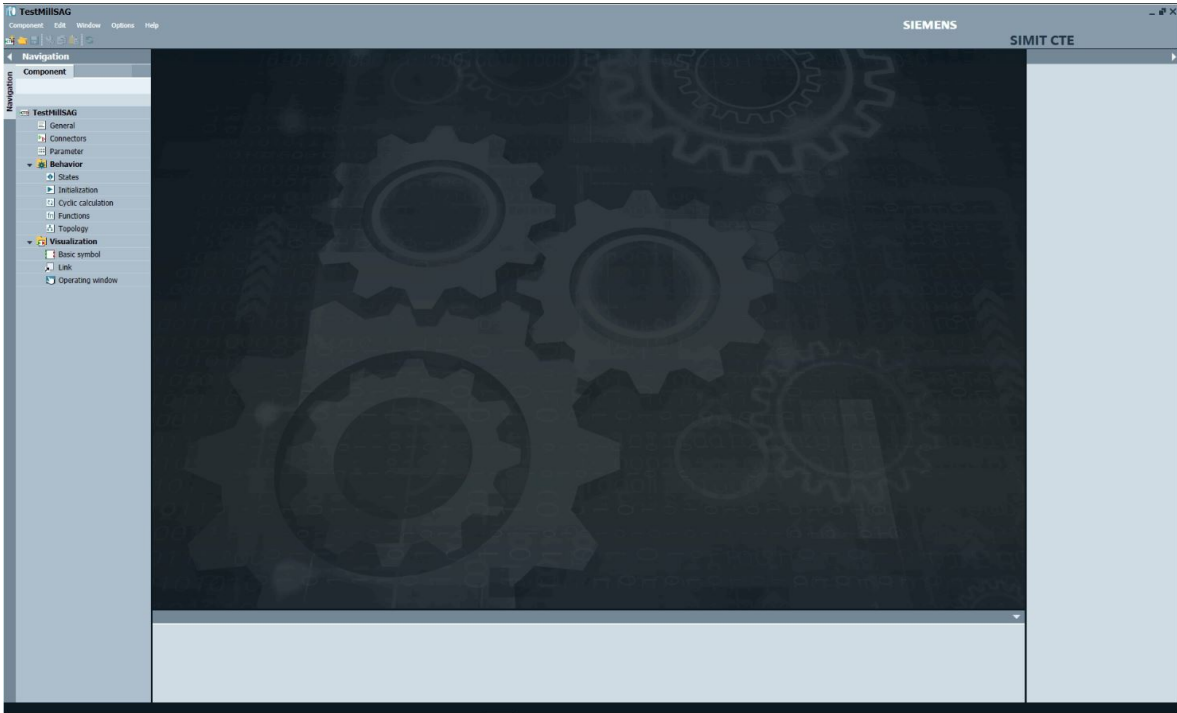 TestMillSAG
Component Edit Window Options Help
SIEMENS
SIMIT CTE
Navigation
Navigation
Component
TestMillSAG
General
Connectors
Parameter
Behavior
States
Initialization
Cyclic calculation
Functions
Topology
Visualization
Basic symbol
Link
Operating window